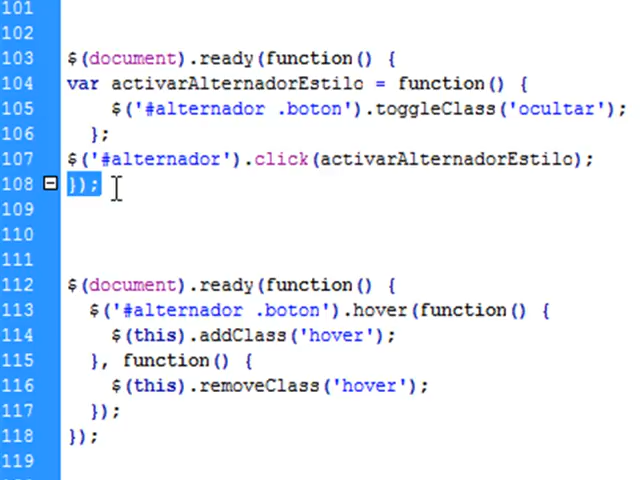 101
102
103 $(document).ready(function() {
104 var activarAlternadorEstilo = function() {
105 $('#alternador .boton').toggleClass('ocultar');
106 };
107 $('#alternador').click(activarAlternadorEstilo);
108 });
109
110
111
112 $(document).ready(function() {
113 $('#alternador .boton').hover(function() {
114 $(this).addClass('hover');
115 }, function() {
116 $(this).removeClass('hover');
117 });
118 });
119